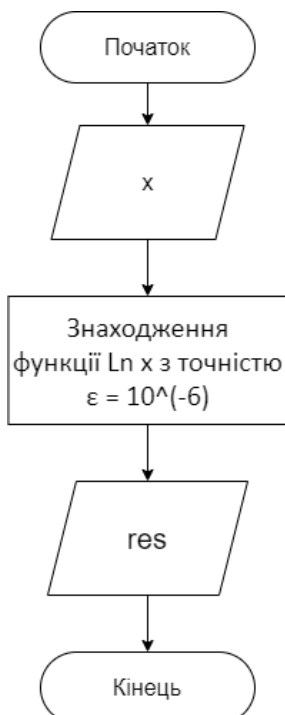 Початок
x
Знаходження
функції Ln x з точністю
ε = 10^(-6)
res
Кінець